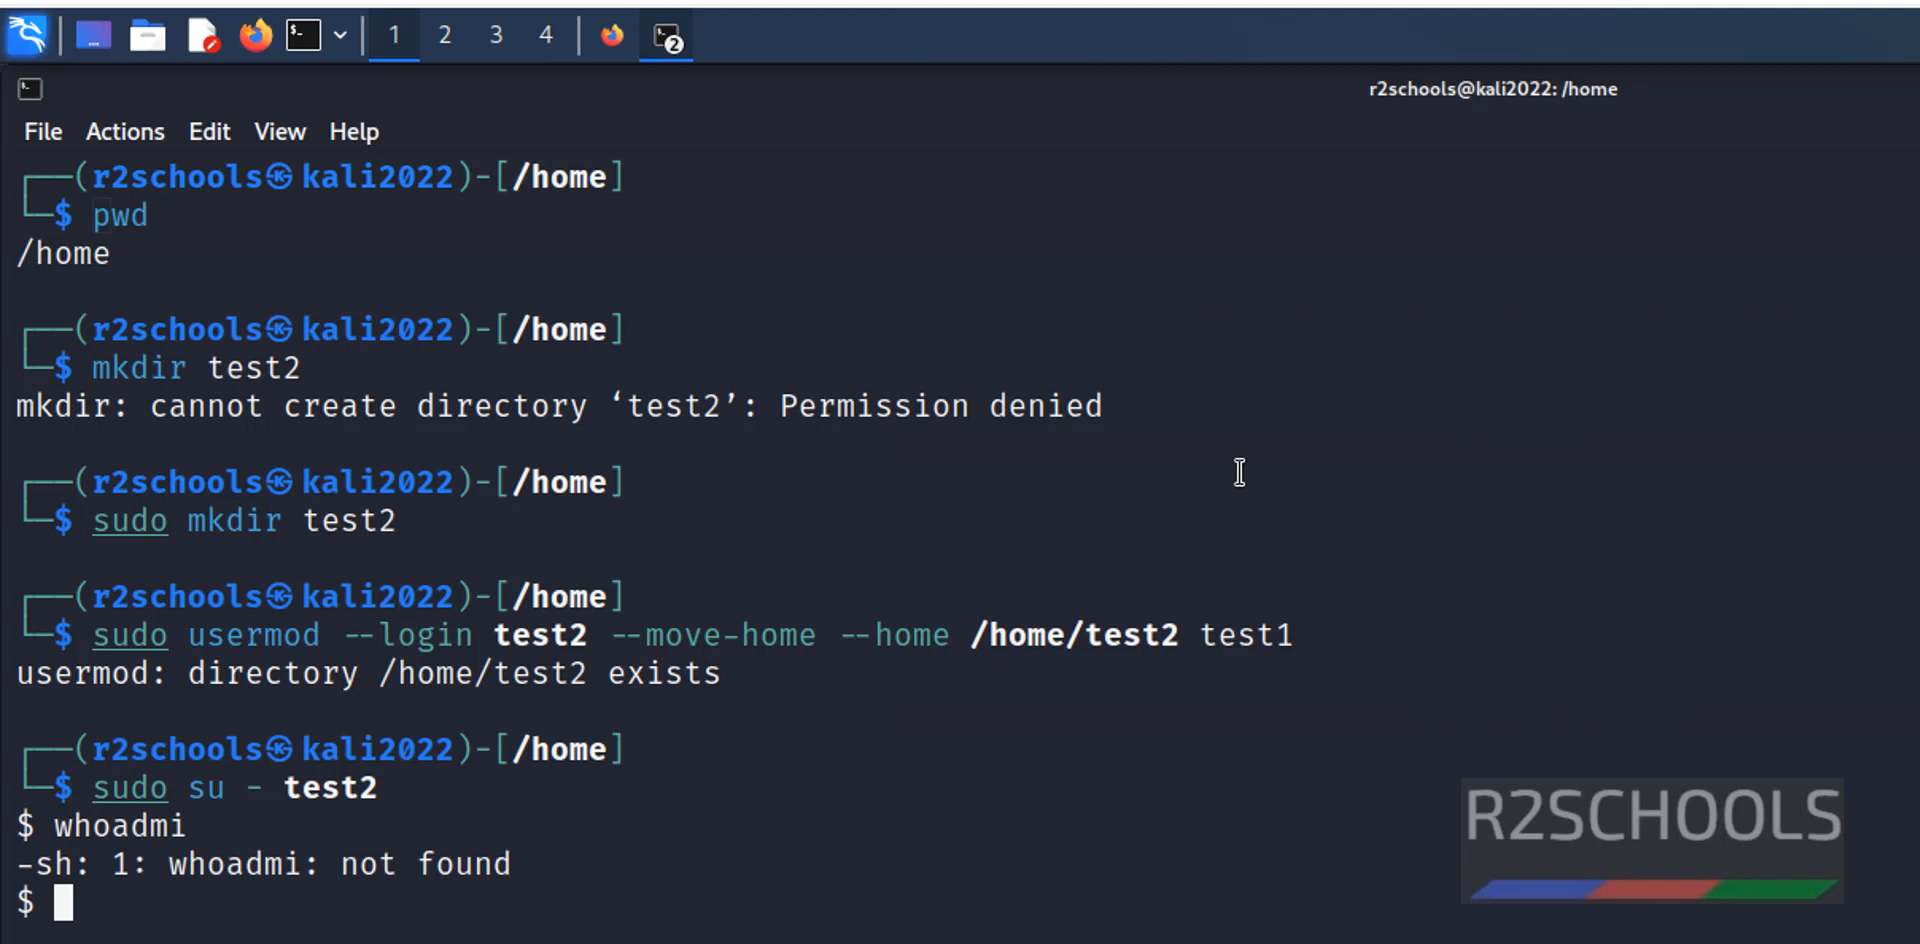 1 2 3 4 2
r2schools@kali2022: /home
File Actions Edit View Help
┌──(r2schools㉿kali2022)-[/home]
└─$ pwd
/home
┌──(r2schools㉿kali2022)-[/home]
└─$ mkdir test2
mkdir: cannot create directory ‘test2’: Permission denied
┌──(r2schools㉿kali2022)-[/home]
└─$ sudo mkdir test2
┌──(r2schools㉿kali2022)-[/home]
└─$ sudo usermod --login test2 --move-home --home /home/test2 test1
usermod: directory /home/test2 exists
┌──(r2schools㉿kali2022)-[/home]
└─$ sudo su - test2
$ whoadmi
-sh: 1: whoadmi: not found
$
R2SCHOOLS